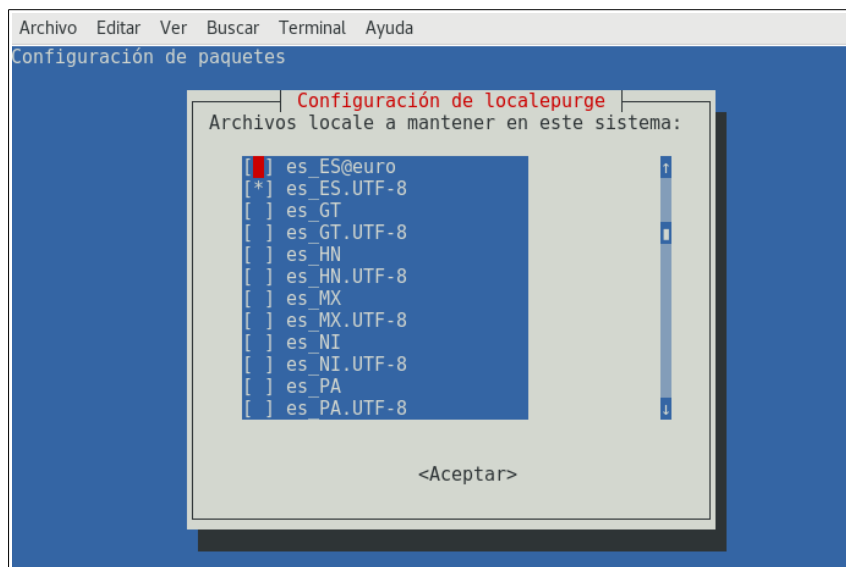 Archivo Editar Ver Buscar Terminal Ayuda
Configuración de paquetes
Configuración de localepurge
Archivos locale a mantener en este sistema:
[ ] es_ES@euro
[*] es_ES.UTF-8
[ ] es_GT
[ ] es_GT.UTF-8
[ ] es_HN
[ ] es_HN.UTF-8
[ ] es_MX
[ ] es_MX.UTF-8
[ ] es_NI
[ ] es_NI.UTF-8
[ ] es_PA
[ ] es_PA.UTF-8
<Aceptar>